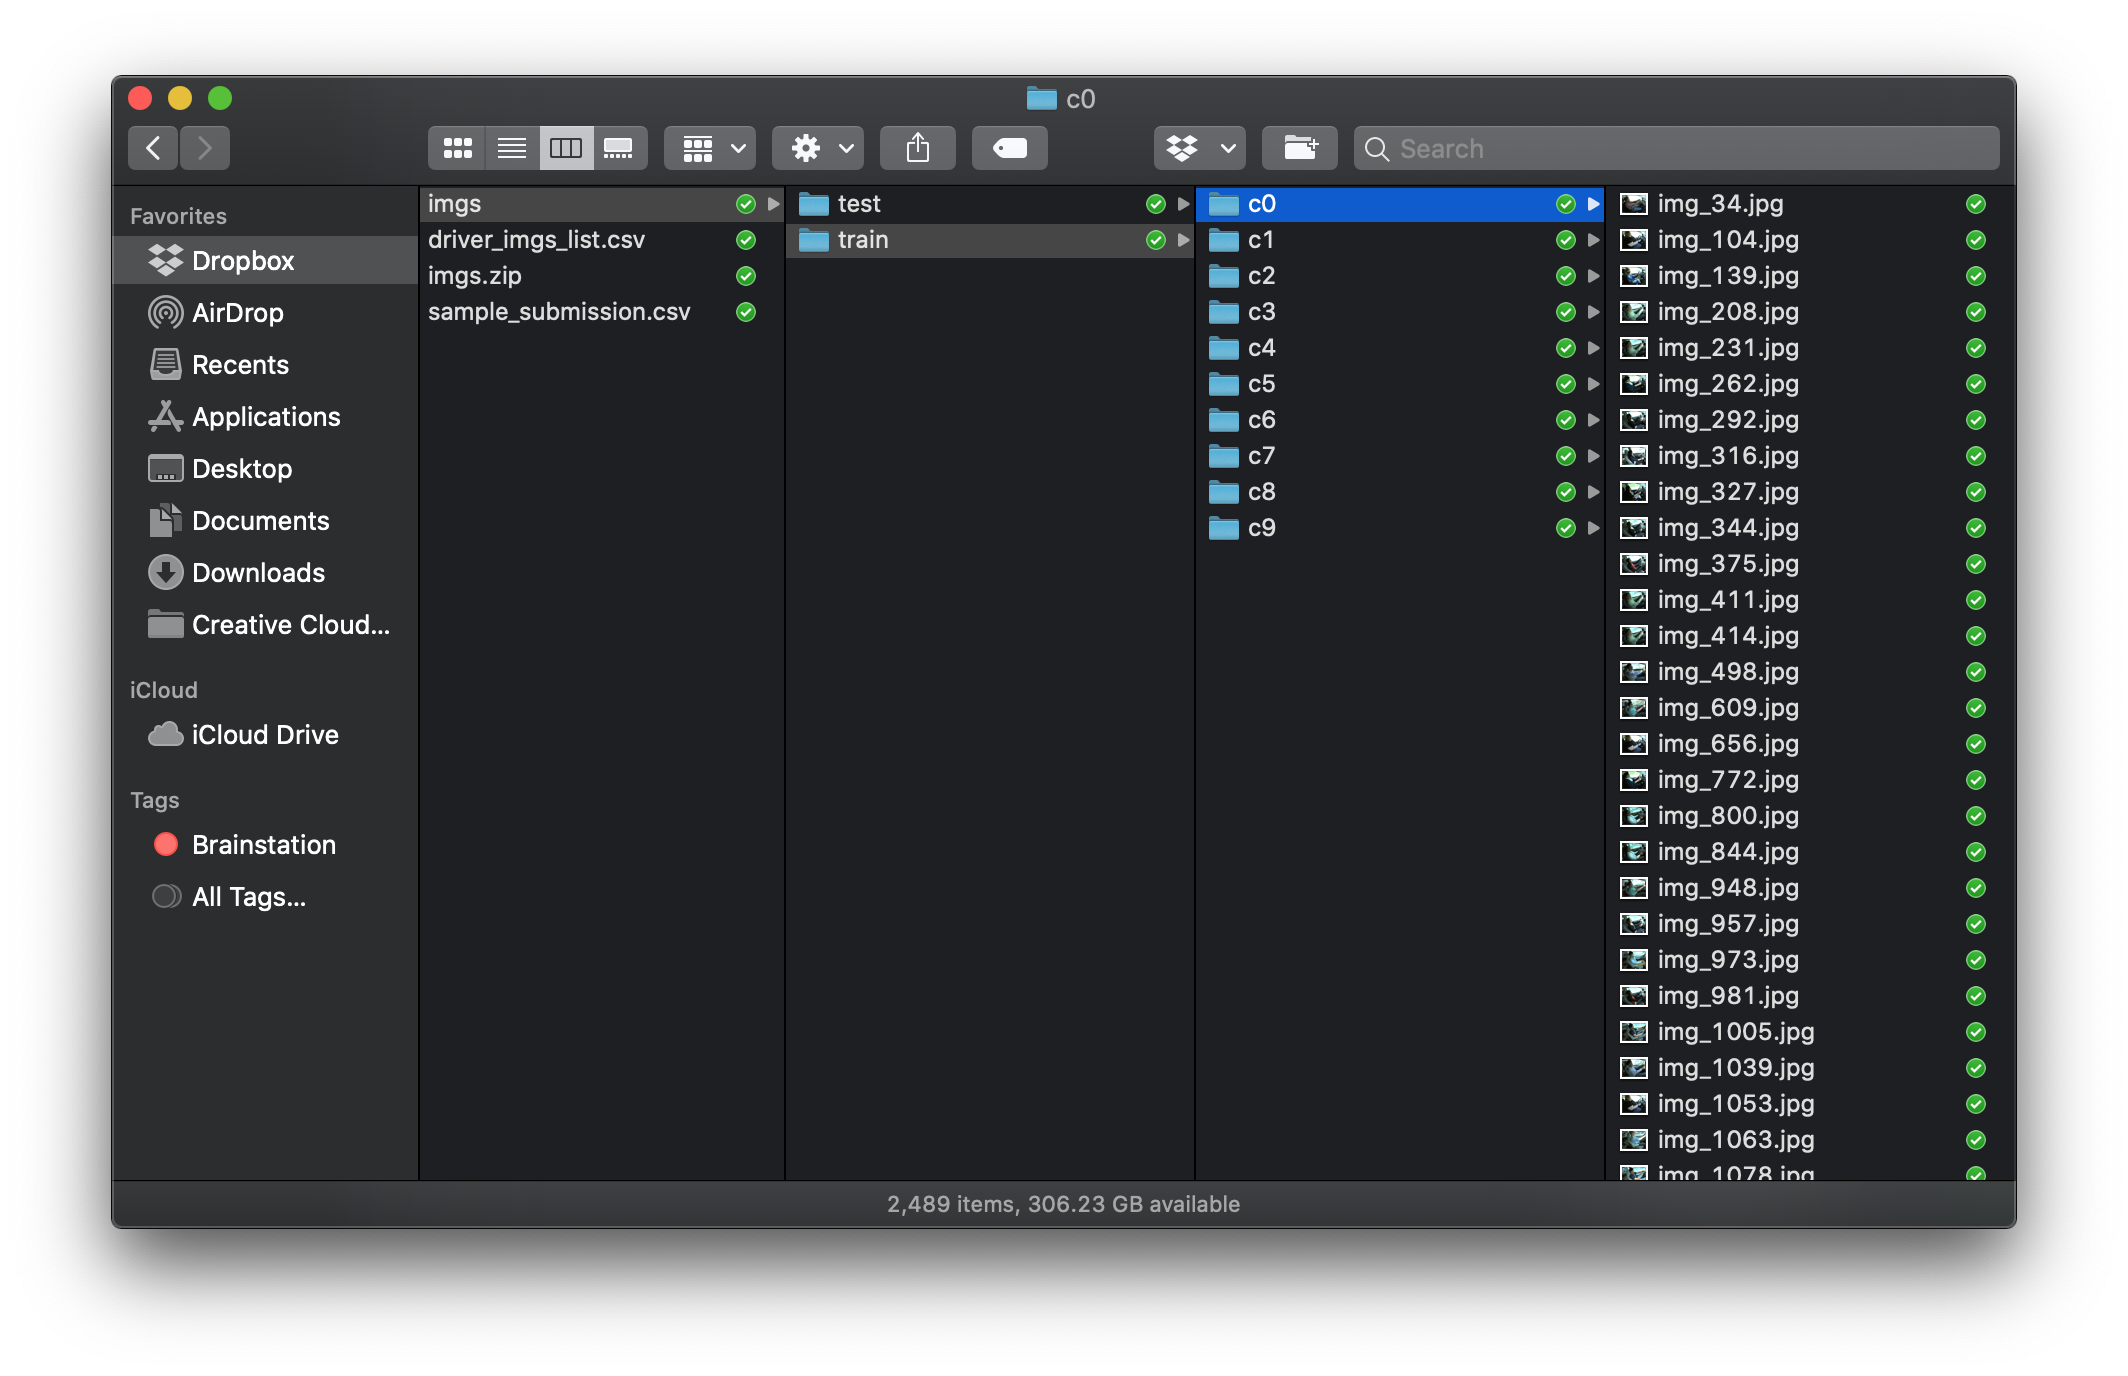 c0
Search
Favorites
Dropbox
AirDrop
Recents
Applications
Desktop
Documents
Downloads
Creative Cloud...
iCloud
iCloud Drive
Tags
Brainstation
All Tags...
imgs
driver_imgs_list.csv
imgs.zip
sample_submission.csv
test
train
c0
c1
c2
c3
c4
c5
c6
c7
c8
c9
img_34.jpg
img_104.jpg
img_139.jpg
img_208.jpg
img_231.jpg
img_262.jpg
img_292.jpg
img_316.jpg
img_327.jpg
img_344.jpg
img_375.jpg
img_411.jpg
img_414.jpg
img_498.jpg
img_609.jpg
img_656.jpg
img_772.jpg
img_800.jpg
img_844.jpg
img_948.jpg
img_957.jpg
img_973.jpg
img_981.jpg
img_1005.jpg
img_1039.jpg
img_1053.jpg
img_1063.jpg
img_1078.jpg
2,489 items, 306.23 GB available